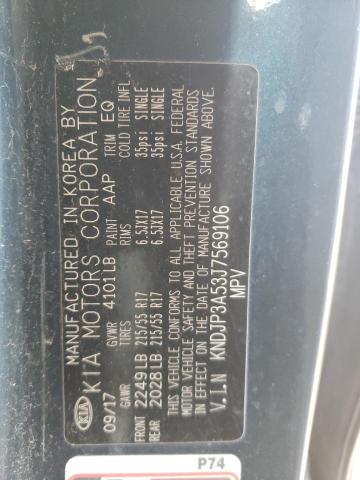 MANUFACTURED IN KOREA BY
KIA KIA MOTORS CORPORATION
09/17 GVWR 4101LB PAINT AAP TRIM EQ
GAWR TIRES RIMS COLD TIRE INFL.
FRONT 2249LB 215/55 R17 6.5JX17 35psi SINGLE
REAR 2028LB 215/55 R17 6.5JX17 35psi SINGLE
THIS VEHICLE CONFORMS TO ALL APPLICABLE U.S.A. FEDERAL
MOTOR VEHICLE SAFETY AND THEFT PREVENTION STANDARDS
IN EFFECT ON THE DATE OF MANUFACTURE SHOWN ABOVE.
V.I.N KNDJP3A53J7569106
MPV
P74